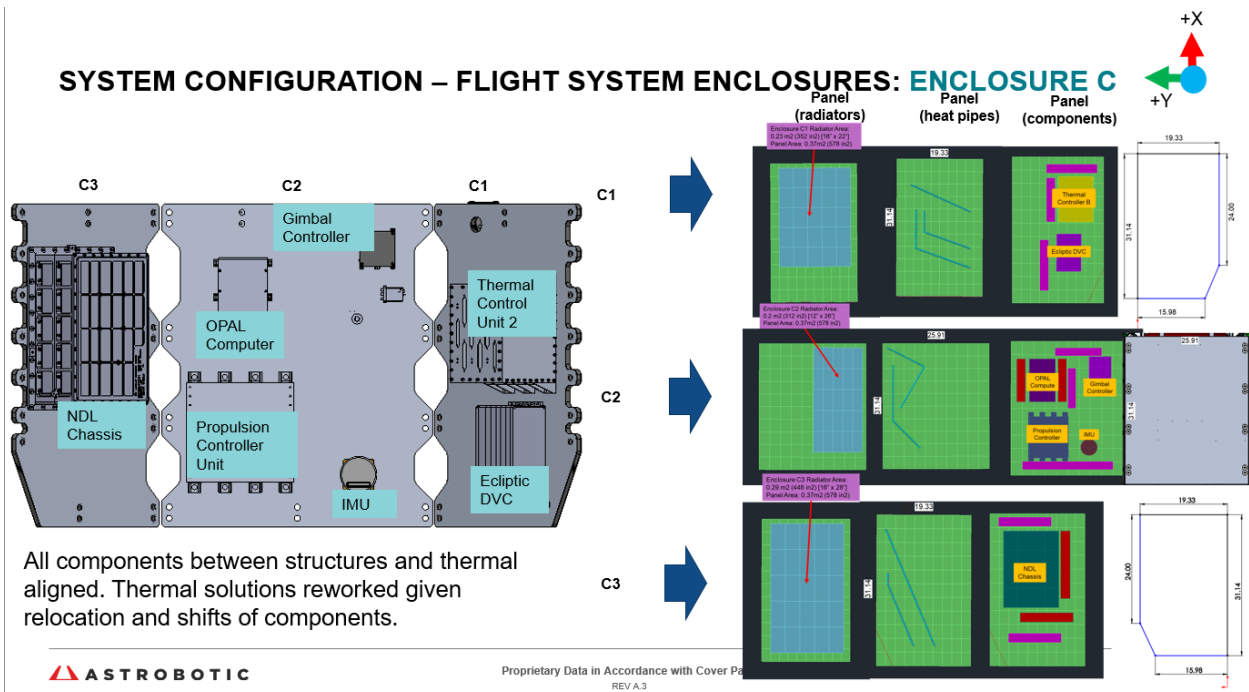 +X
+Y
SYSTEM CONFIGURATION – FLIGHT SYSTEM ENCLOSURES: ENCLOSURE C
Panel
(radiators)
Panel
(heat pipes)
Panel
(components)
C3
C2
C1
Gimbal
Controller
OPAL
Computer
Thermal
Control
Unit 2
NDL
Chassis
Propulsion
Controller
Unit
IMU
Ecliptic
DVC
C1
Enclosure C1 Radiator Area:
0.23 m2 (352 in2) [16" x 22"]
Panel Area: 0.37m2 (578 in2)
19.33
31.14
Thermal
Controller B
Ecliptic DVC
19.33
31.14
24.00
15.98
C2
Enclosure C2 Radiator Area:
0.2 m2 (312 in2) [12" x 26"]
Panel Area: 0.37m2 (578 in2)
25.91
31.14
OPAL
Compute
Gimbal
Controller
Propulsion
Controller
IMU
25.91
31.14
C3
Enclosure C3 Radiator Area:
0.29 m2 (448 in2) [16" x 28"]
Panel Area: 0.37m2 (578 in2)
19.33
31.14
NDL
Chassis
19.33
24.00
31.14
15.98
All components between structures and thermal
aligned. Thermal solutions reworked given
relocation and shifts of components.
ASTROBOTIC
Proprietary Data in Accordance with Cover Pa
REV A.3